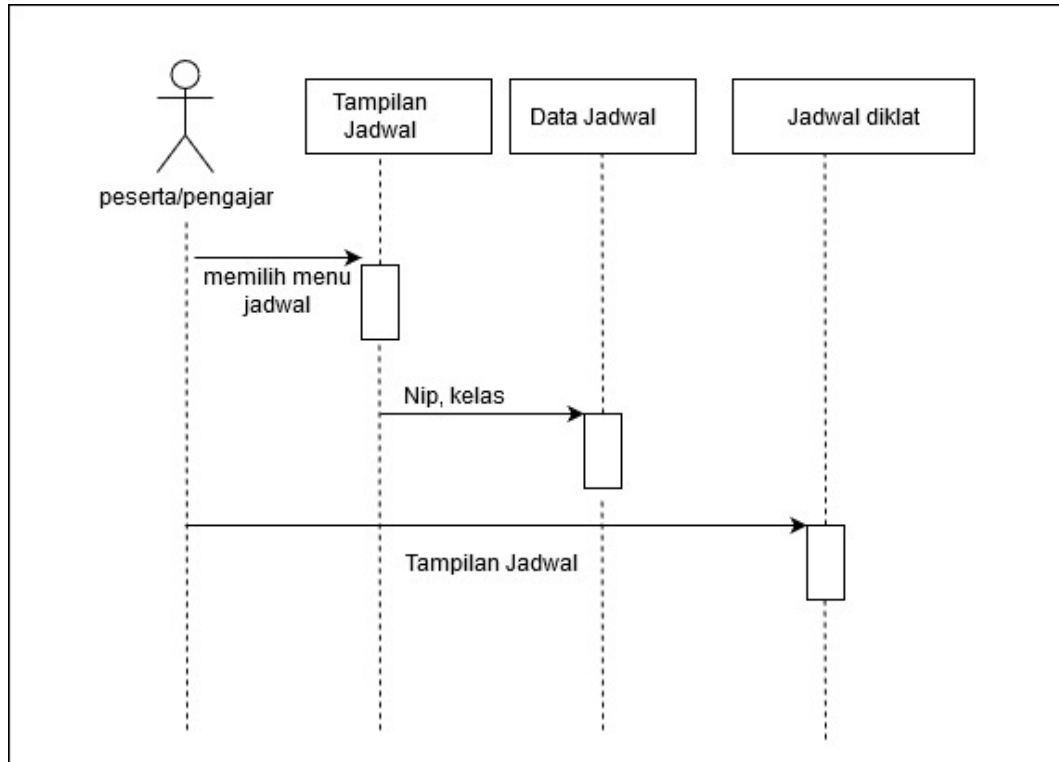 Tampilan
Jadwal
Data Jadwal
Jadwal diklat
peserta/pengajar
memilih menu
jadwal
Nip, kelas
Tampilan Jadwal